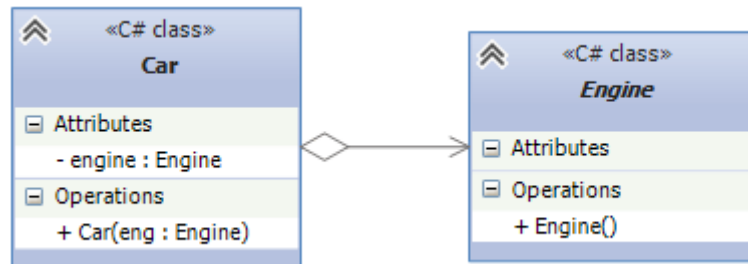 «C# class»
Car
Attributes
- engine : Engine
Operations
+ Car(eng : Engine)
«C# class»
Engine
Attributes
Operations
+ Engine()